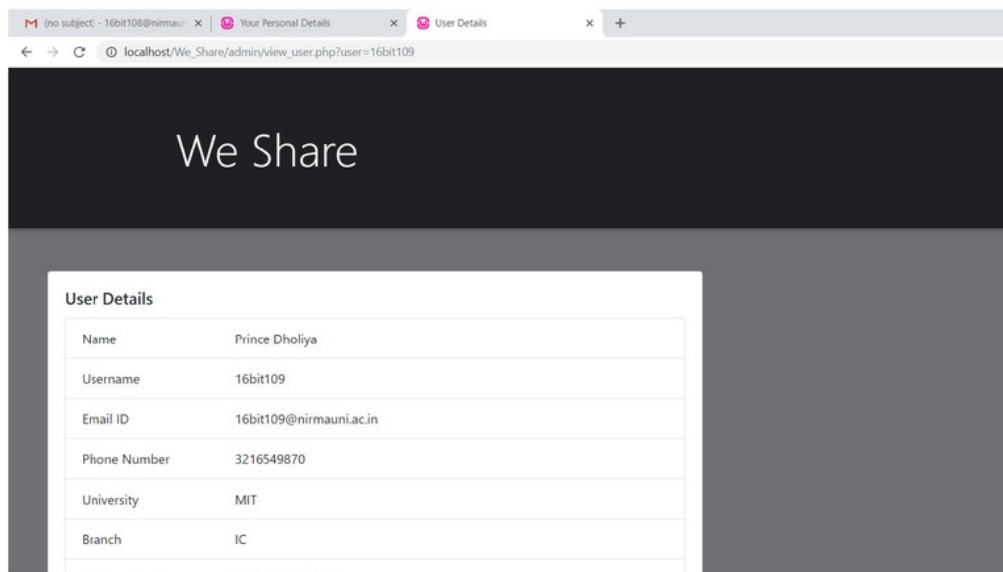 (no subject) - 16bit108@nirmaun
Your Personal Details
User Details
localhost/We_Share/admin/view_user.php?user=16bit109
We Share
User Details
Name Prince Dholiya
Username 16bit109
Email ID 16bit109@nirmauni.ac.in
Phone Number 3216549870
University MIT
Branch IC